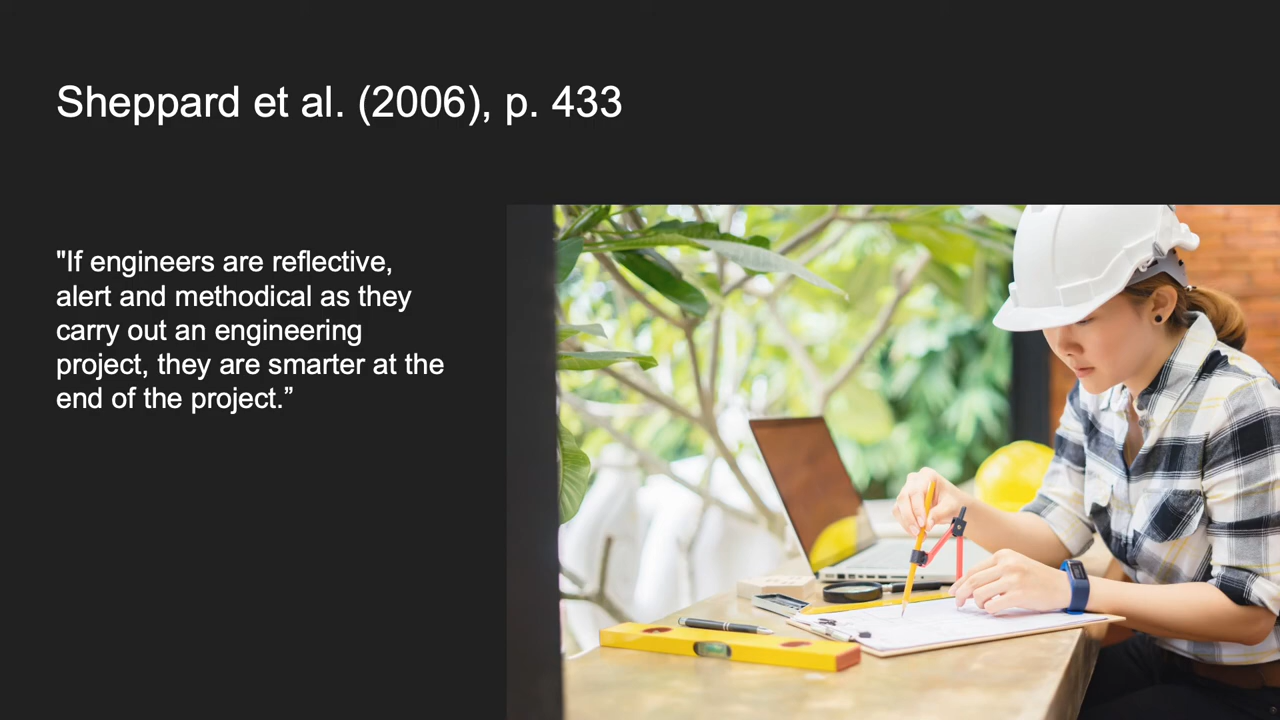 Sheppard et al. (2006), p. 433
"If engineers are reflective,
alert and methodical as they
carry out an engineering
project, they are smarter at the
end of the project.”